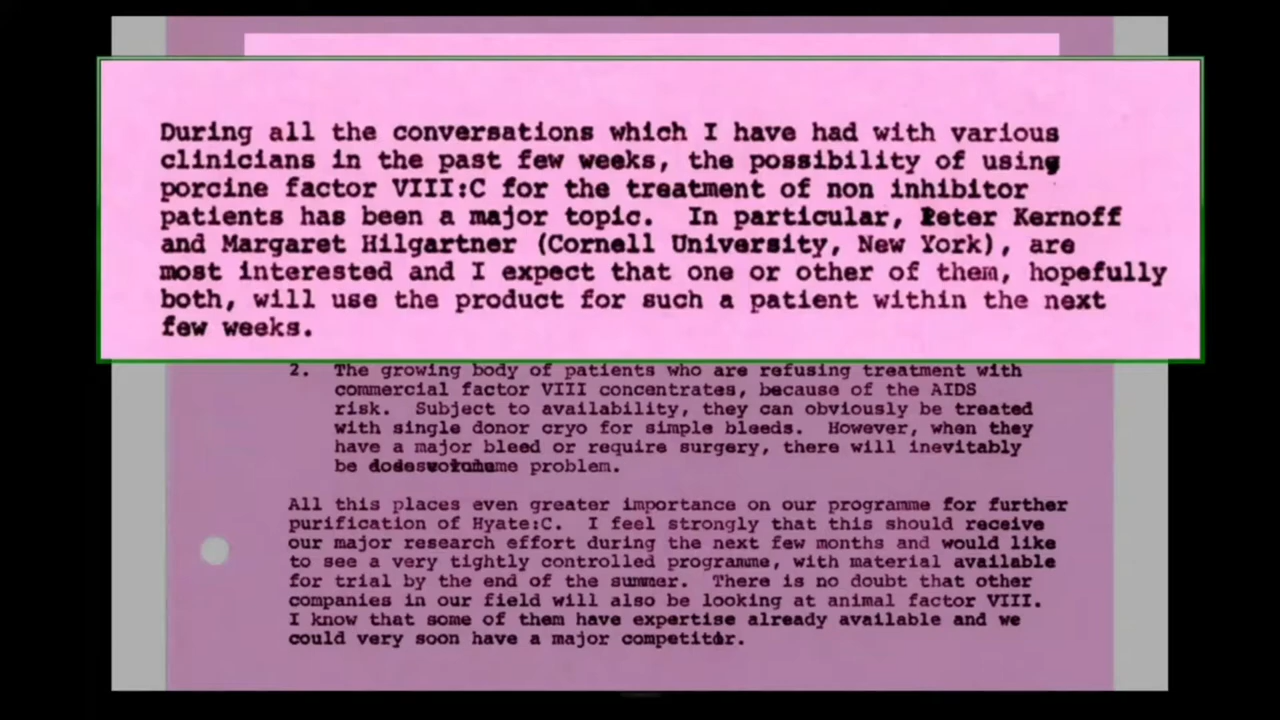 During all the conversations which I have had with various
clinicians in the past few weeks, the possibility of using
porcine factor VIII:C for the treatment of non inhibitor
patients has been a major topic. In particular, Peter Kernoff
and Margaret Hilgartner (Cornell University, New York), are
most interested and I expect that one or other of them, hopefully
both, will use the product for such a patient within the next
few weeks.
2. The growing body of patients who are refusing treatment with
commercial factor VIII concentrates, because of the AIDS
risk. Subject to availability, they can obviously be treated
with single donor cryo for simple bleeds. However, when they
have a major bleed or require surgery, there will inevitably
be problem.
All this places even greater importance on our programme for further
purification of Hyate:C. I feel strongly that this should receive
our major research effort during the next few months and would like
to see a very tightly controlled programme, with material available
for trial by the end of the summer. There is no doubt that other
companies in our field will also be looking at animal factor VIII.
I know that some of them have expertise already available and we
could very soon have a major competitor.